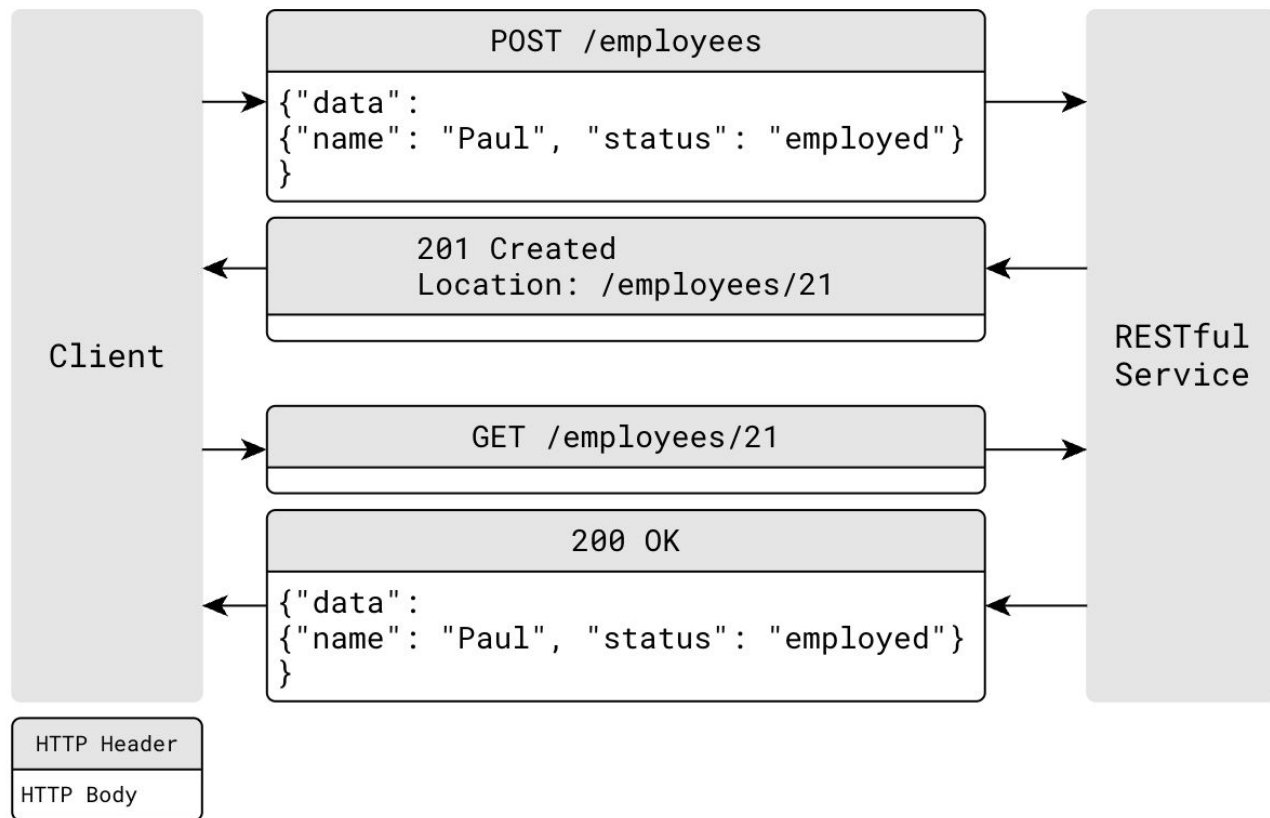 POST /employees
{"data":
{"name": "Paul", "status": "employed"}
}
201 Created
Location: /employees/21
Client
RESTful
Service
GET /employees/21
200 OK
{"data":
{"name": "Paul", "status": "employed"}
}
HTTP Header
HTTP Body